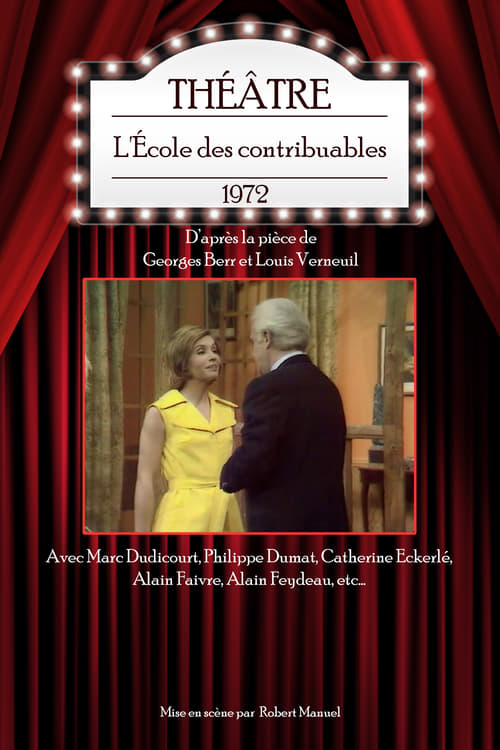 THÉÂTRE
L'École des contribuables
1972
D'après la pièce de
Georges Berr et Louis Verneuil
Avec Marc Dudicourt, Philippe Dumat, Catherine Eckerlé,
Alain Faivre, Alain Feydeau, etc...
Mise en scène par Robert Manuel